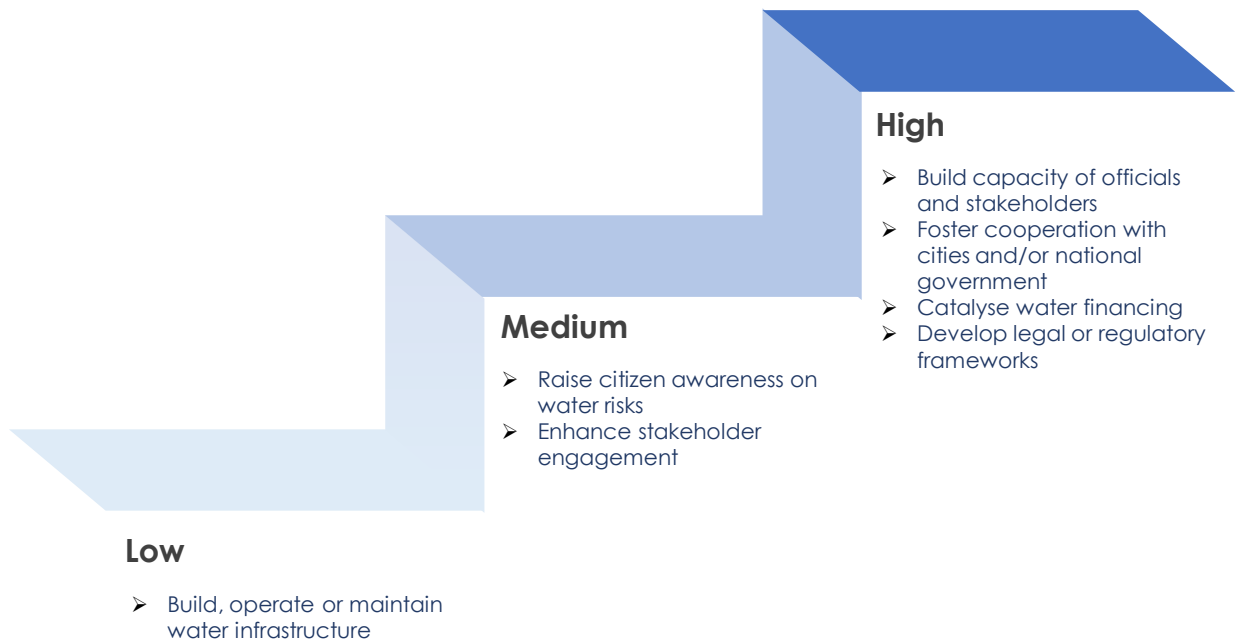 High
➢ Build capacity of officials
and stakeholders
➢ Foster cooperation with
cities and/or national
government
➢ Catalyse water financing
➢ Develop legal or regulatory
frameworks
Medium
➢ Raise citizen awareness on
water risks
➢ Enhance stakeholder
engagement
Low
➢ Build, operate or maintain
water infrastructure